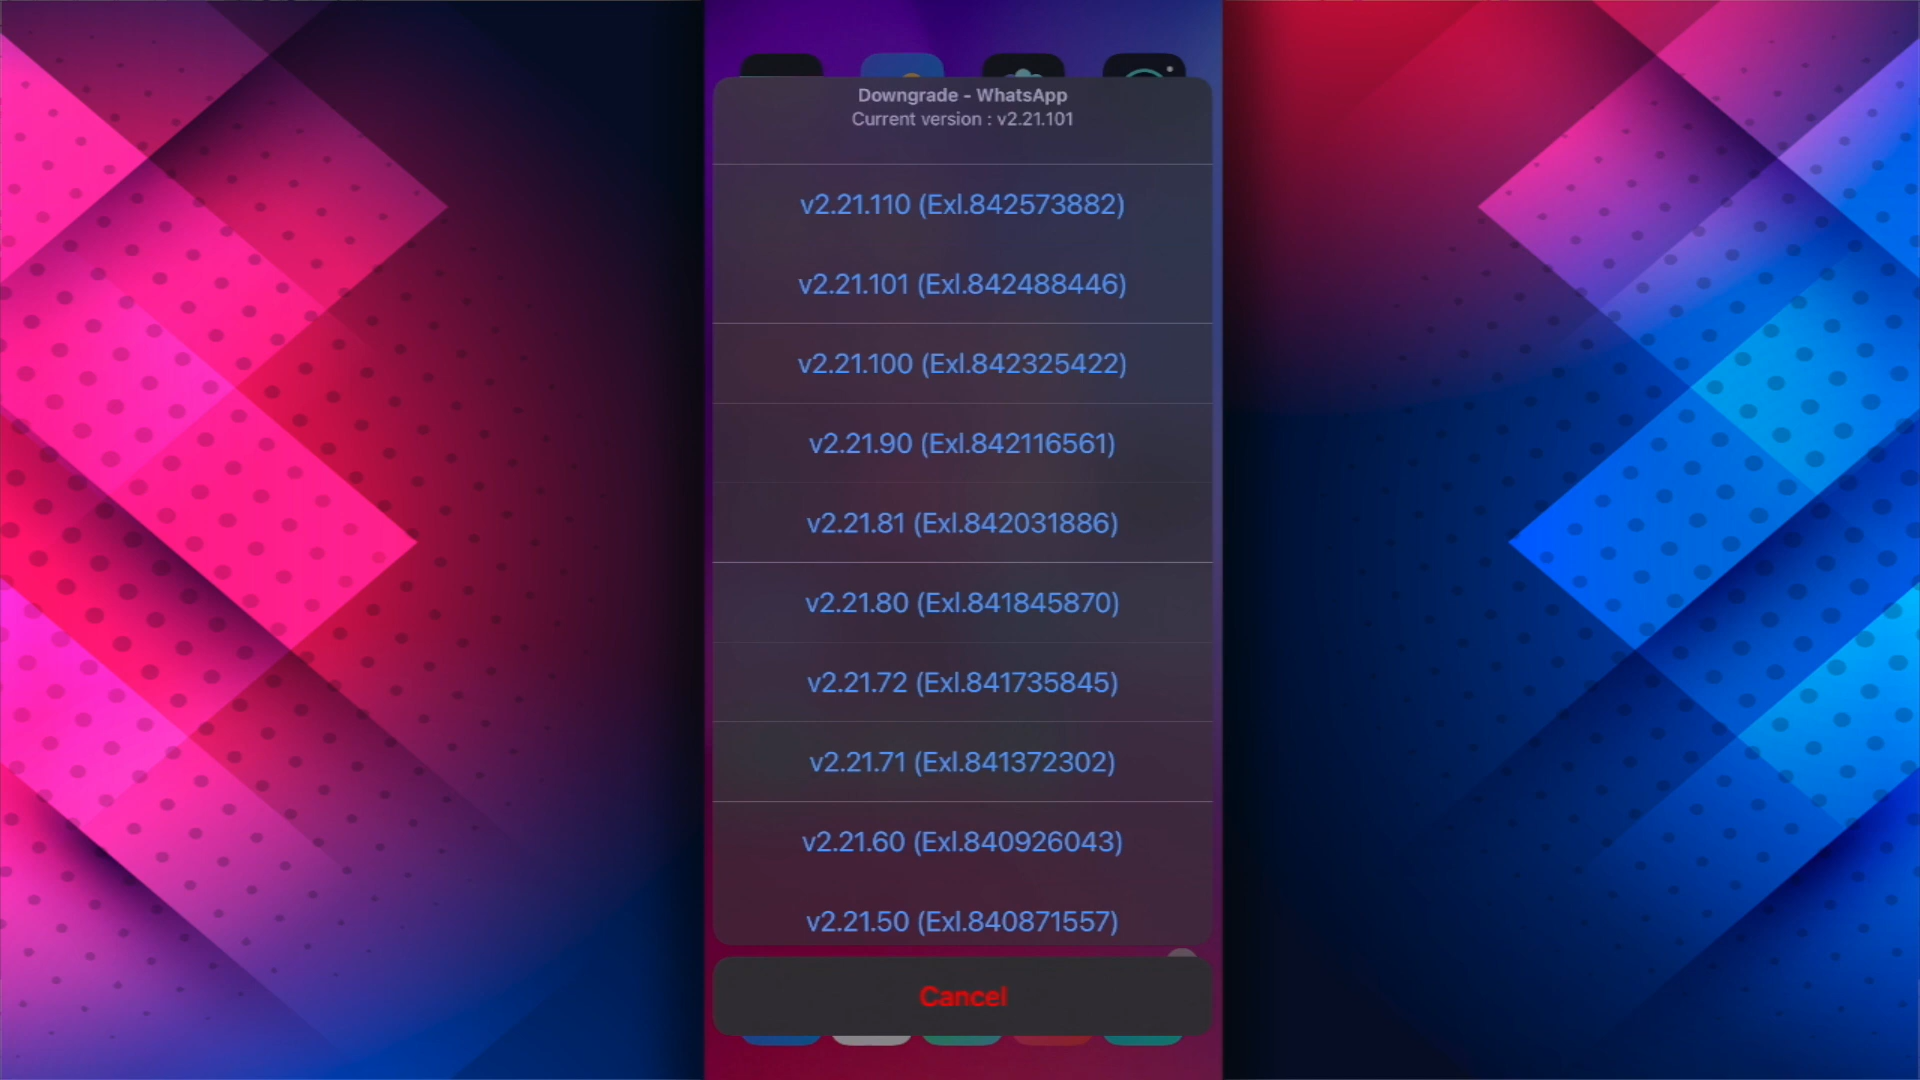 Downgrade - WhatsApp
Current version : v2.21.101
v2.21.110 (Exl.842573882)
v2.21.101 (Exl.842488446)
v2.21.100 (Exl.842325422)
v2.21.90 (Exl.842116561)
v2.21.81 (Exl.842031886)
v2.21.80 (Exl.841845870)
v2.21.72 (Exl.841735845)
v2.21.71 (Exl.841372302)
v2.21.60 (Exl.840926043)
v2.21.50 (Exl.840871557)
Cancel